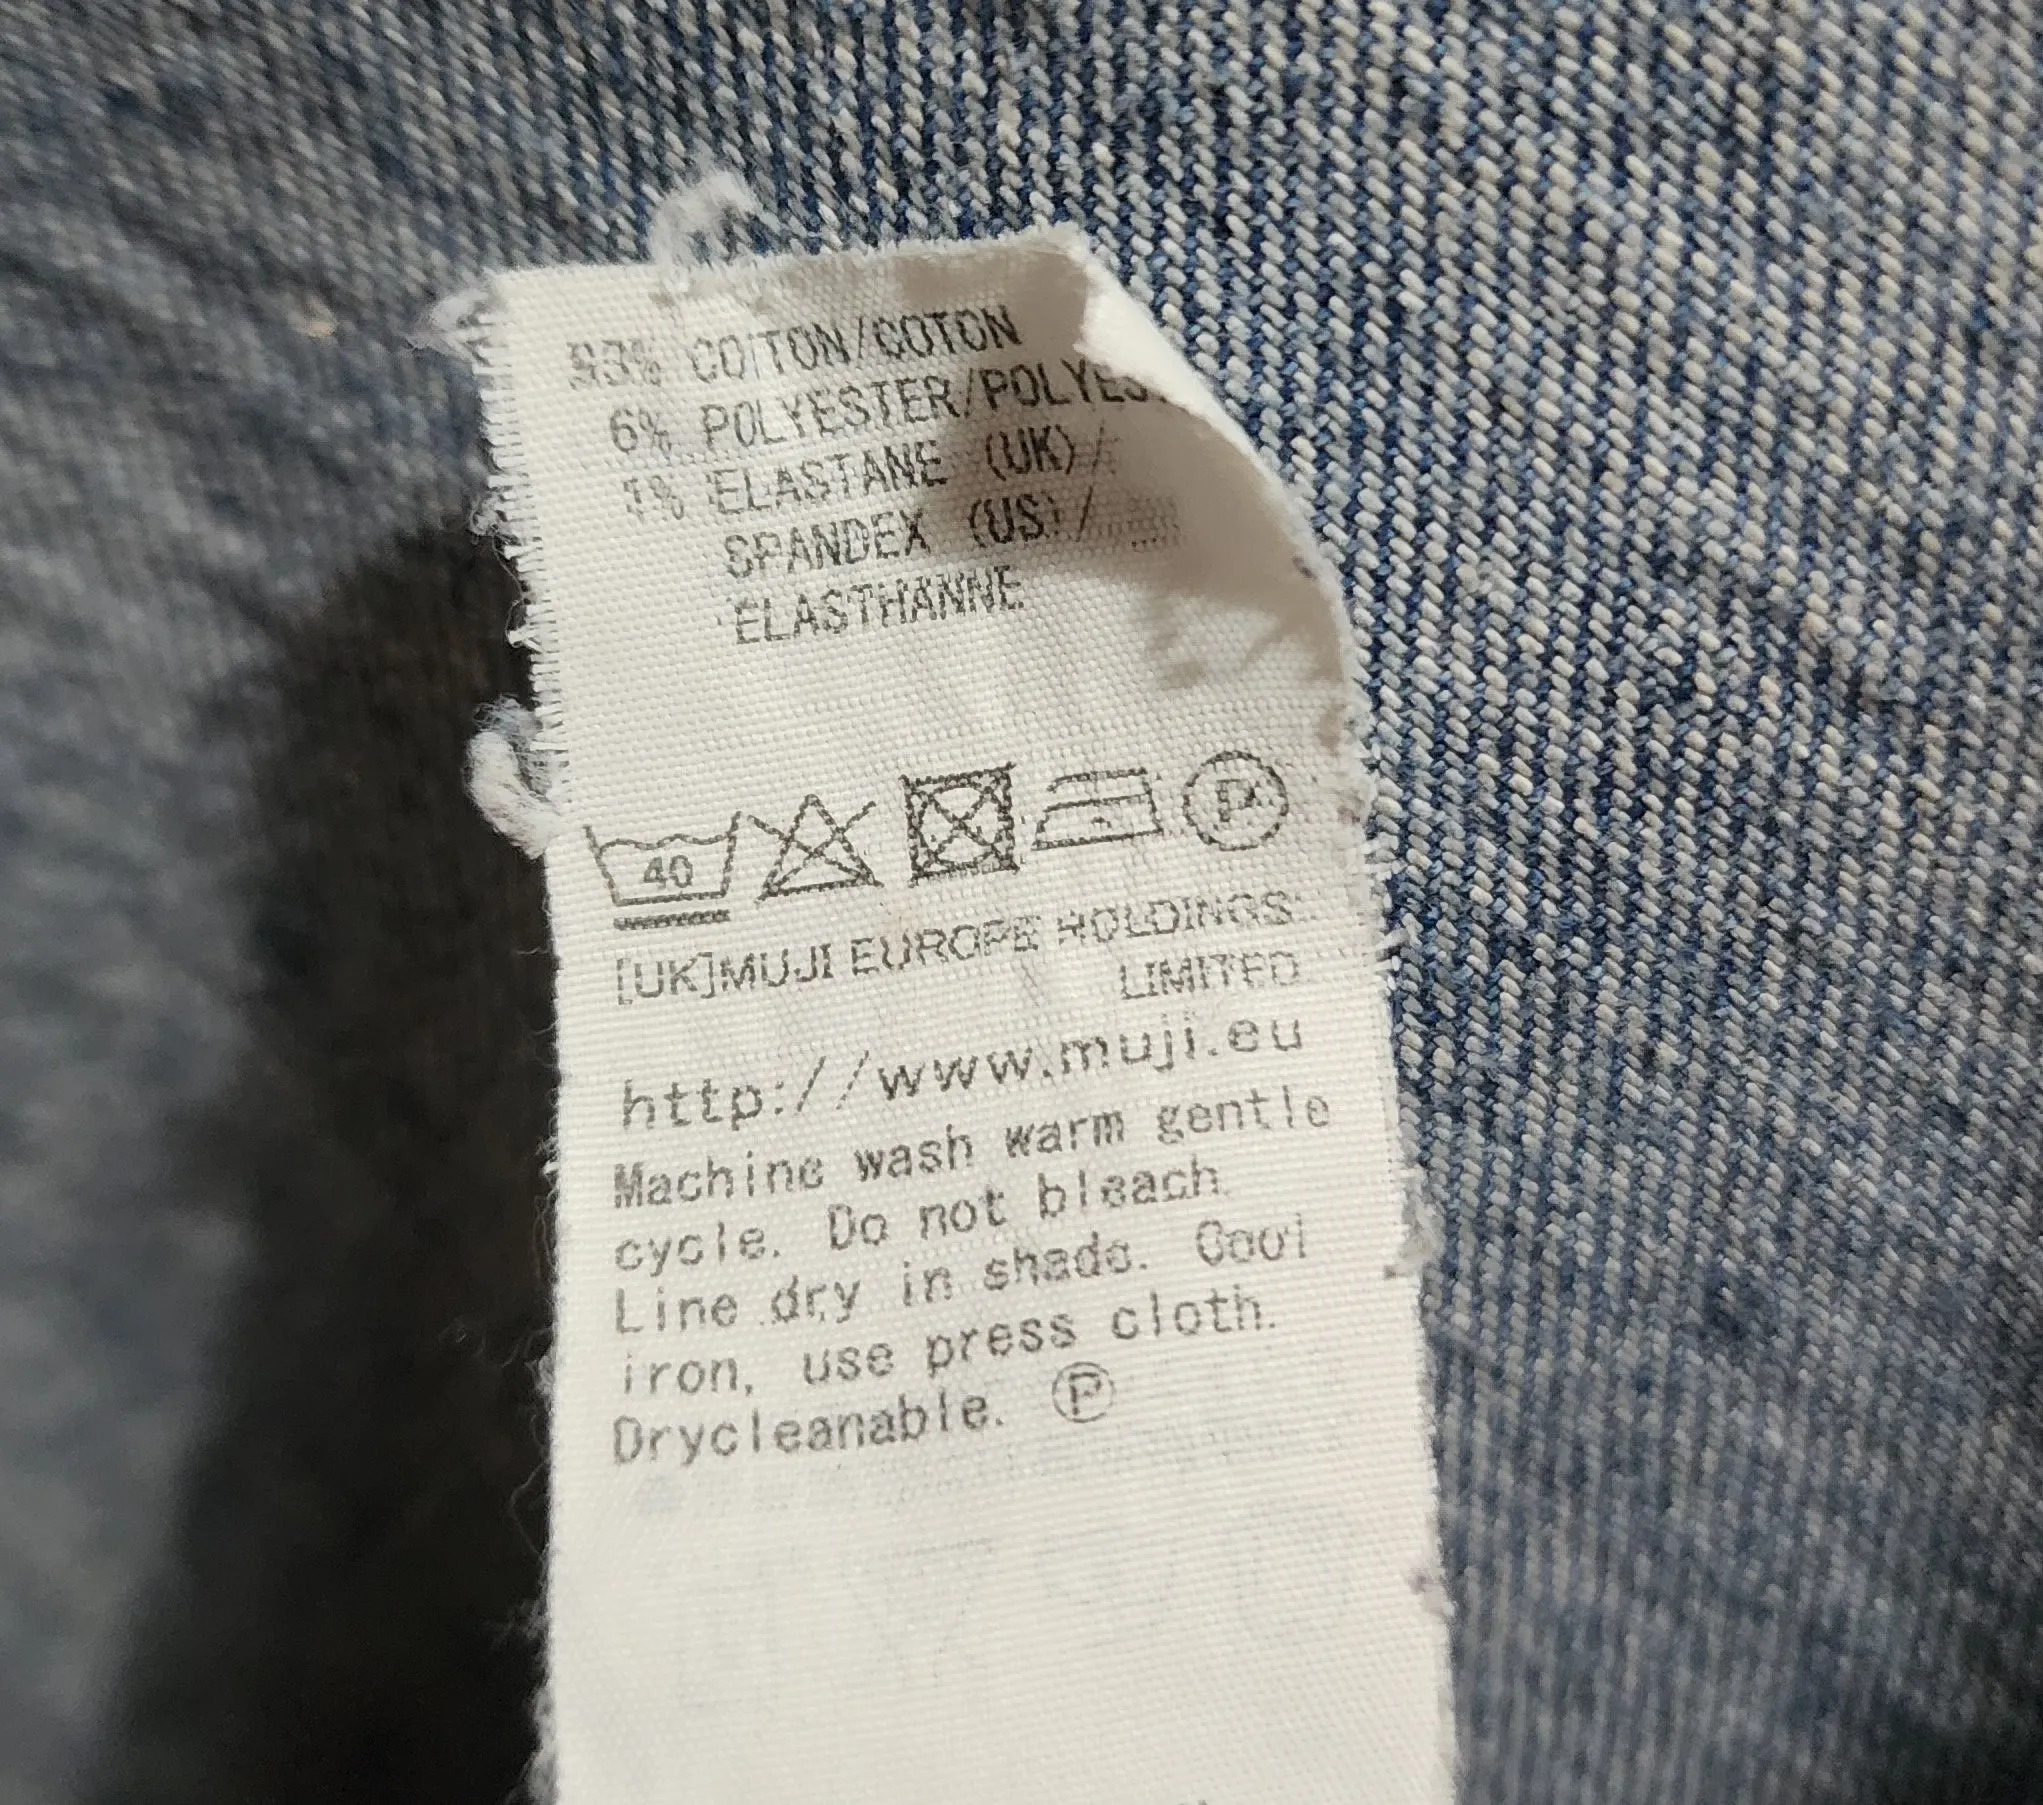 93% COTTON/COTON
6% POLYESTER/POLYES
1% ELASTANE (UK)/
SPANDEX (US)/
ELASTHANNE
40
P
[UK]MUJI EUROPE HOLDINGS
LIMITED
http://www.muji.eu
Machine wash warm gentle
cycle. Do not bleach.
Line dry in shade. Cool
iron, use press cloth.
Drycleanable. Ⓟ